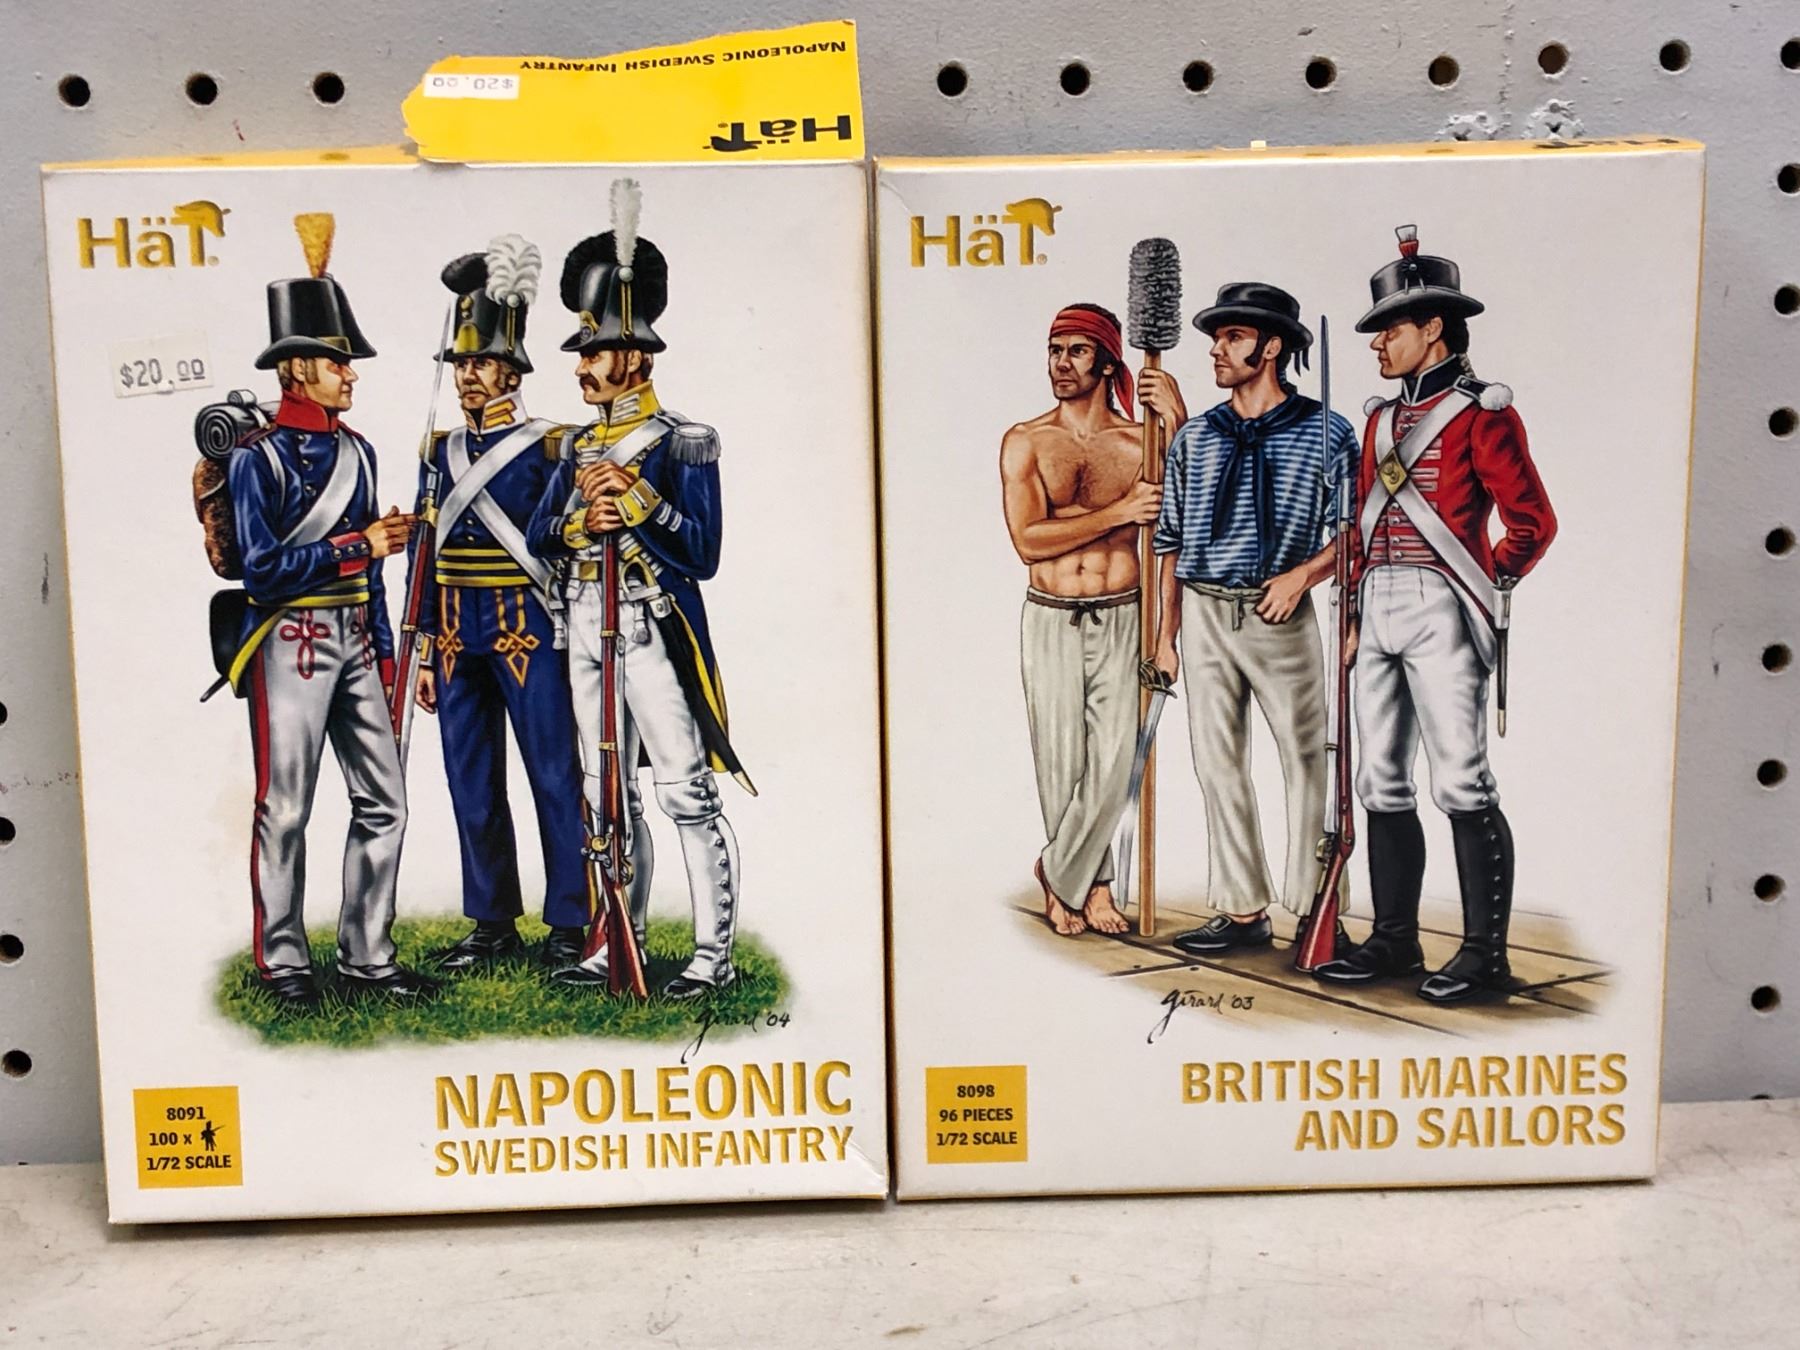 NAPOLEONIC SWEDISH INFANTRY
$20.00
HäT®
HäT®
$20.00
Girard '04
NAPOLEONIC
SWEDISH INFANTRY
8091
100 x
1/72 SCALE
HäT
HäT®
Girard '03
8098
96 PIECES
1/72 SCALE
BRITISH MARINES
AND SAILORS